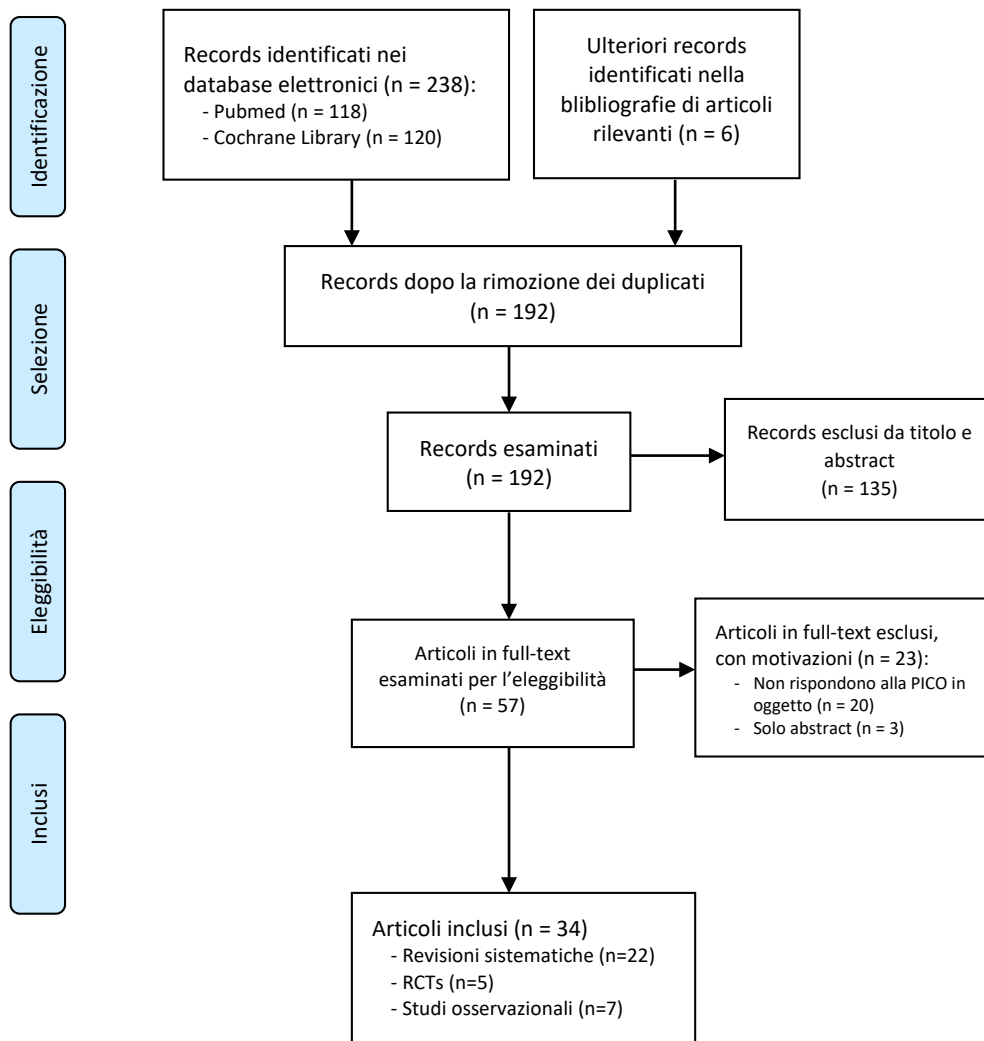 Identificazione
Records identificati nei
database elettronici (n = 238):
- Pubmed (n = 118)
- Cochrane Library (n = 120)
Ulteriori records
identificati nella
blibliografie di articoli
rilevanti (n = 6)
Selezione
Records dopo la rimozione dei duplicati
(n = 192)
Records esaminati
(n = 192)
Records esclusi da titolo e
abstract
(n = 135)
Eleggibilità
Articoli in full-text
esaminati per l'eleggibilità
(n = 57)
Articoli in full-text esclusi,
con motivazioni (n = 23):
- Non rispondono alla PICO in
oggetto (n = 20)
- Solo abstract (n = 3)
Inclusi
Articoli inclusi (n = 34)
- Revisioni sistematiche (n=22)
- RCTs (n=5)
- Studi osservazionali (n=7)